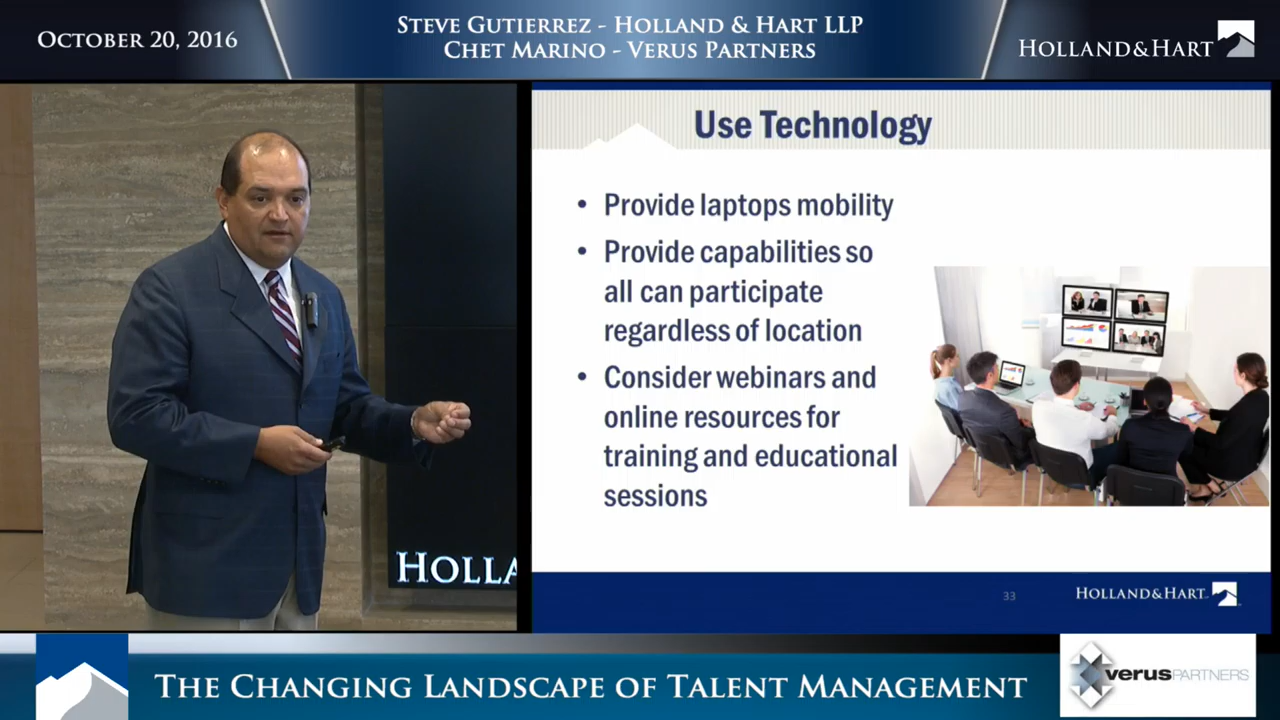 OCTOBER 20, 2016
STEVE GUTIERREZ - HOLLAND & HART LLP
CHET MARINO - VERUS PARTNERS
HOLLAND&HART
Use Technology
• Provide laptops mobility
• Provide capabilities so
all can participate
regardless of location
• Consider webinars and
online resources for
training and educational
sessions
HOLLA
33
HOLLAND&HART
THE CHANGING LANDSCAPE OF TALENT MANAGEMENT
verusPARTNERS